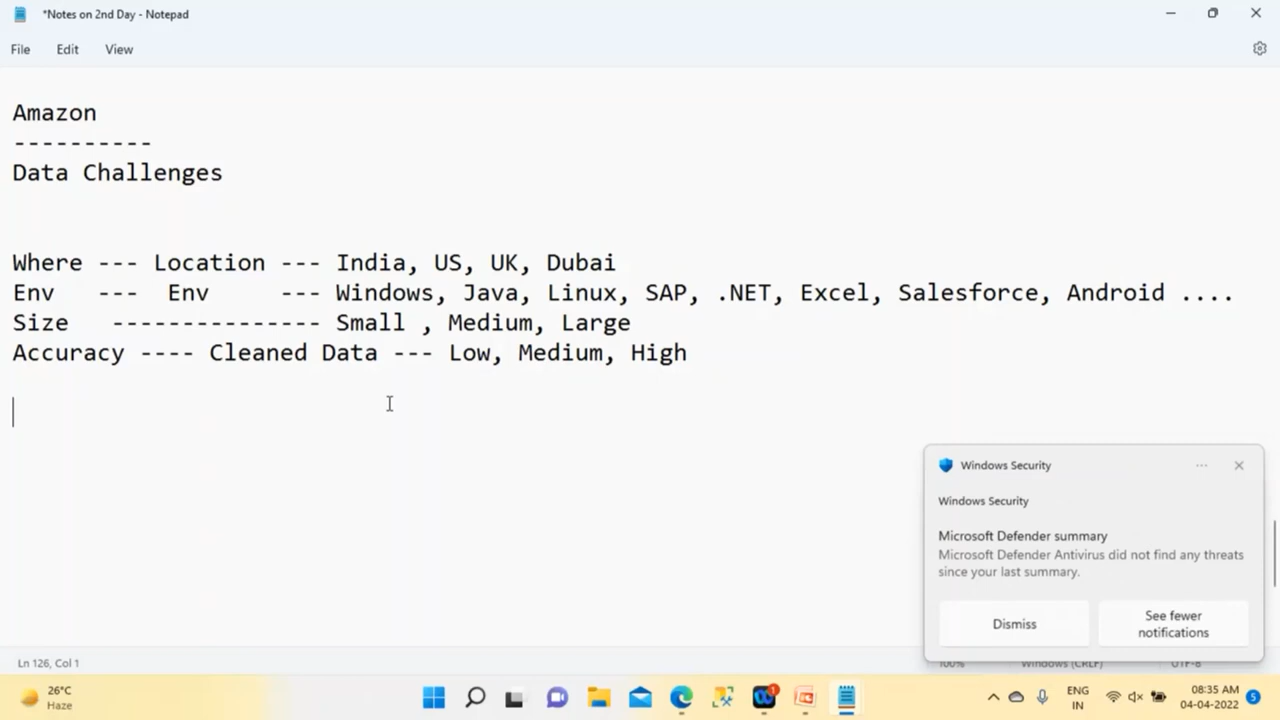 *Notes on 2nd Day - Notepad
File Edit View
Amazon
----------
Data Challenges
Where --- Location --- India, US, UK, Dubai
Env   ---  Env     --- Windows, Java, Linux, SAP, .NET, Excel, Salesforce, Android ....
Size   --------------- Small , Medium, Large
Accuracy ---- Cleaned Data --- Low, Medium, High
Windows Security
Windows Security
Microsoft Defender summary
Microsoft Defender Antivirus did not find any threats
since your last summary.
Dismiss
See fewer
notifications
Ln 126, Col 1
100%
Windows (CRLF)
UTF-8
26°C
Haze
1
ENG
IN
08:35 AM
04-04-2022
5